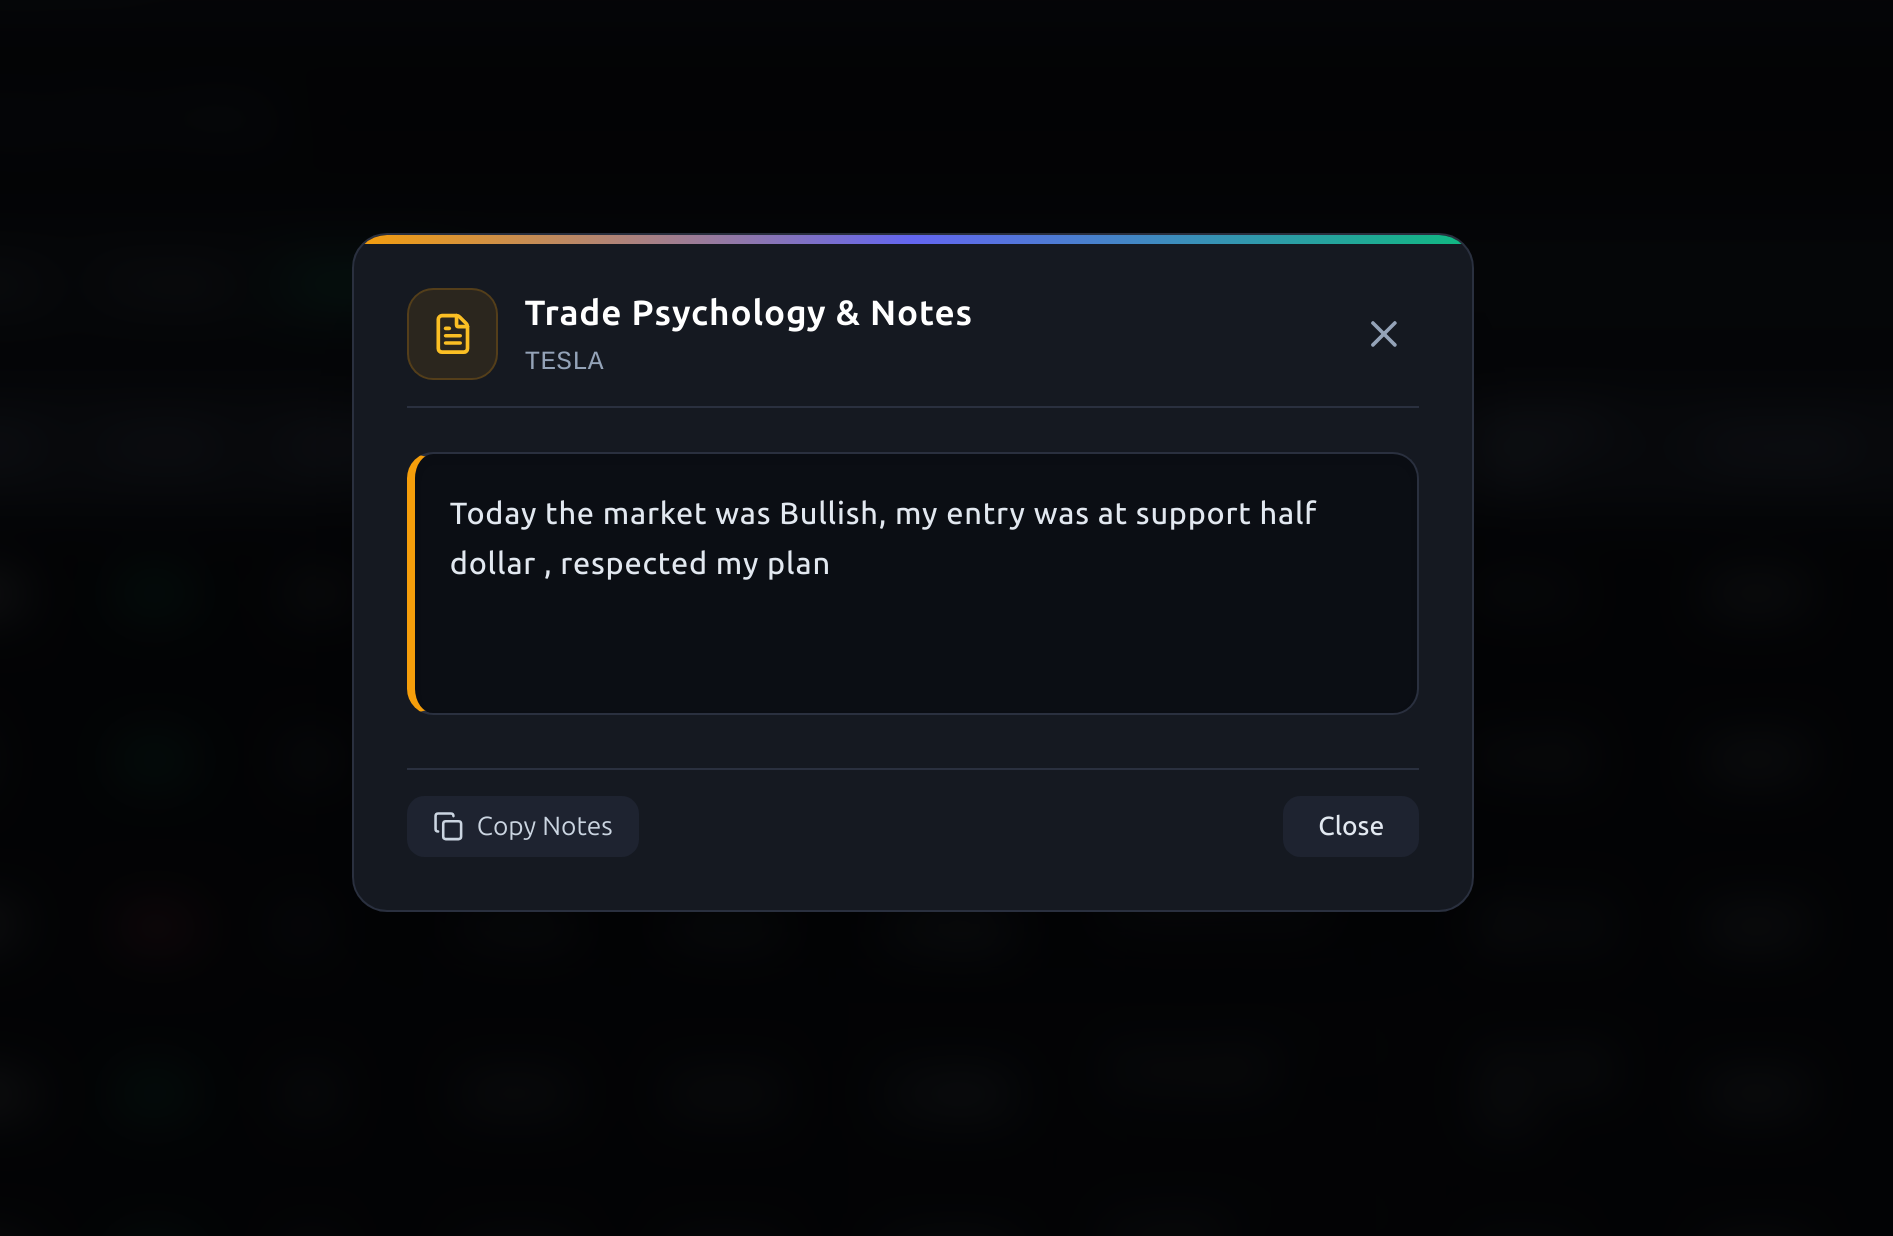 Trade Psychology & Notes
TESLA
Today the market was Bullish, my entry was at support half
dollar , respected my plan
Copy Notes
Close